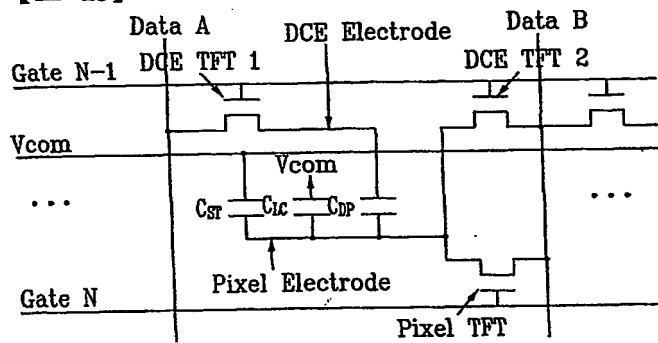 Data A
Data B
DCE Electrode
DCE TFT 1
DCE TFT 2
Gate N-1
Vcom
Vcom
CST
CLC
CDP
...
...
Pixel Electrode
Gate N
Pixel TFT